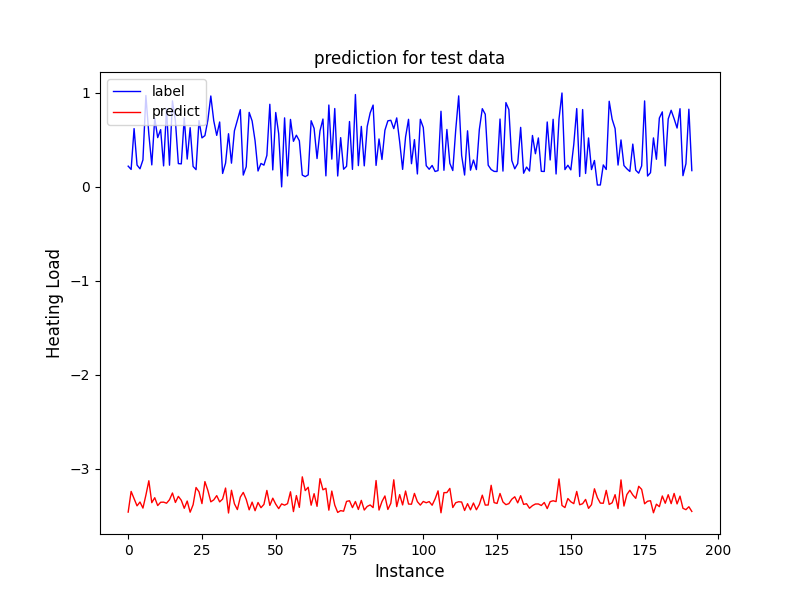 prediction for test data
label
predict
Heating Load
1
0
−1
−2
−3
0 25 50 75 100 125 150 175 200
Instance